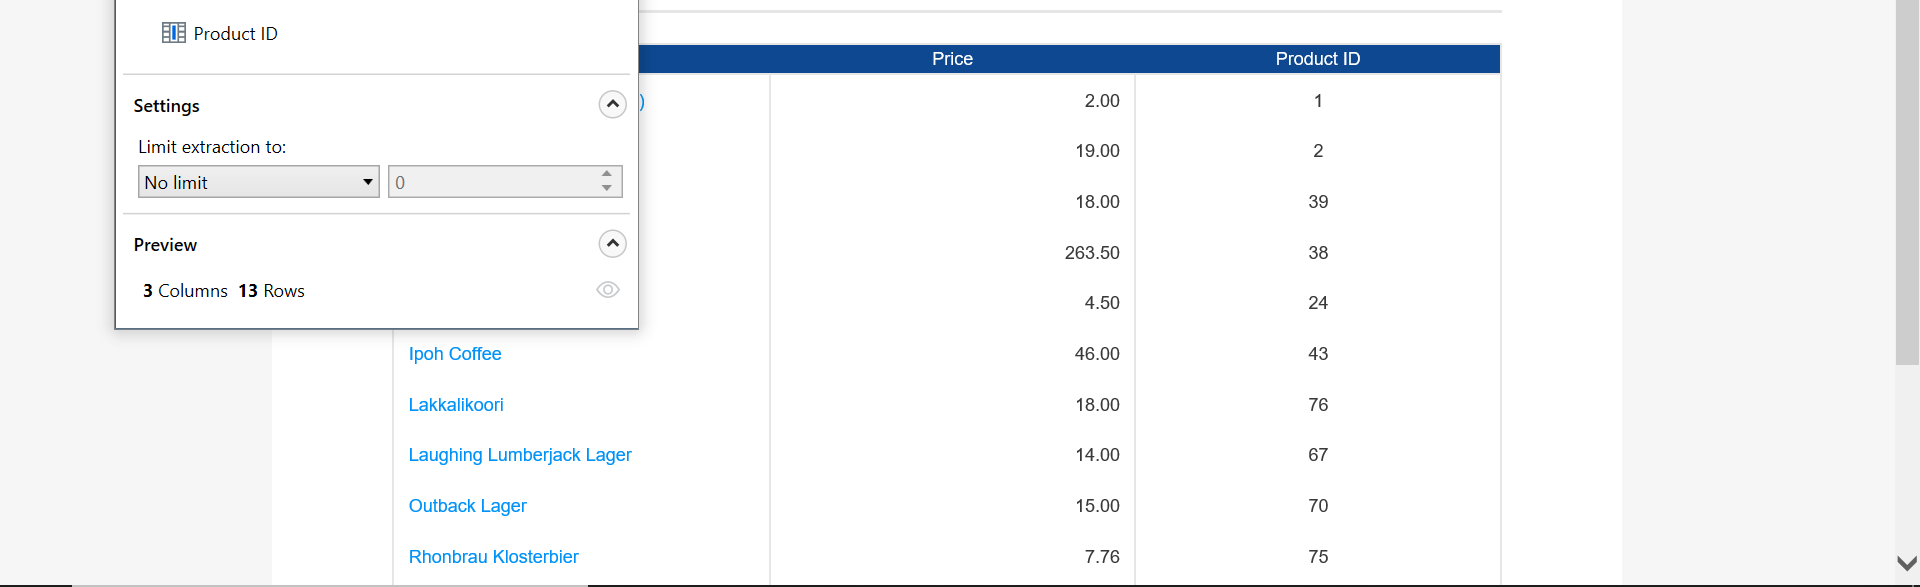 Product ID
Settings
Limit extraction to:
No limit 0
Preview
3 Columns 13 Rows
Price Product ID
) 2.00 1
19.00 2
18.00 39
263.50 38
4.50 24
Ipoh Coffee 46.00 43
Lakkalikoori 18.00 76
Laughing Lumberjack Lager 14.00 67
Outback Lager 15.00 70
Rhonbrau Klosterbier 7.76 75